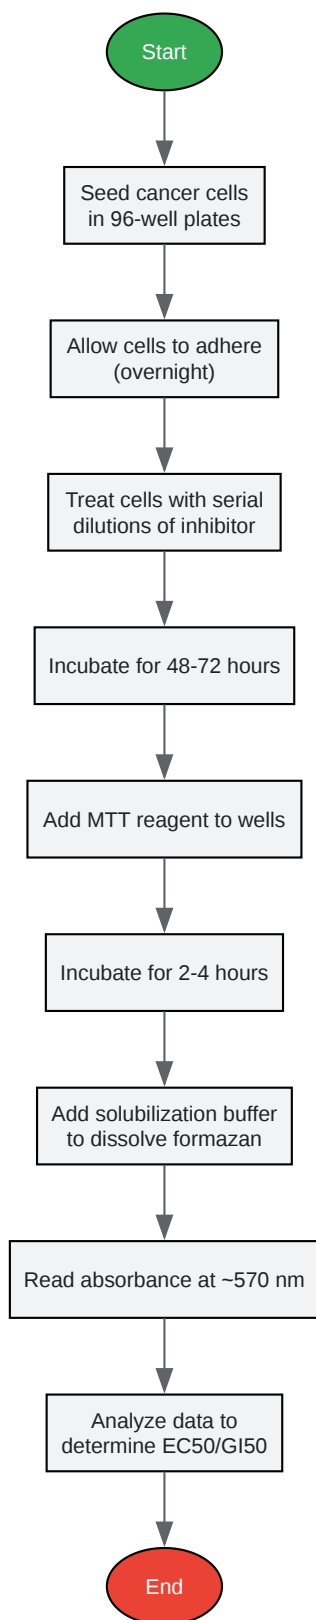 Start
Seed cancer cells
in 96-well plates
Allow cells to adhere
(overnight)
Treat cells with serial
dilutions of inhibitor
Incubate for 48-72 hours
Add MTT reagent to wells
Incubate for 2-4 hours
Add solubilization buffer
to dissolve formazan
Read absorbance at ~570 nm
Analyze data to
determine EC50/GI50
End